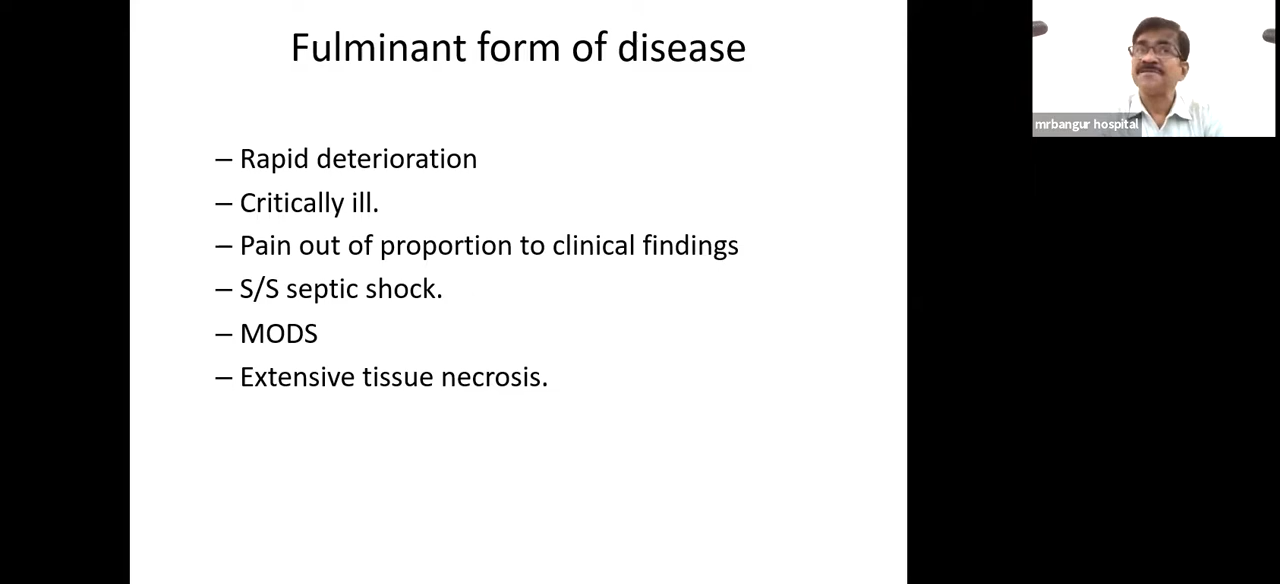 Fulminant form of disease
– Rapid deterioration
– Critically ill.
– Pain out of proportion to clinical findings
– S/S septic shock.
– MODS
– Extensive tissue necrosis.
mrbangur hospital